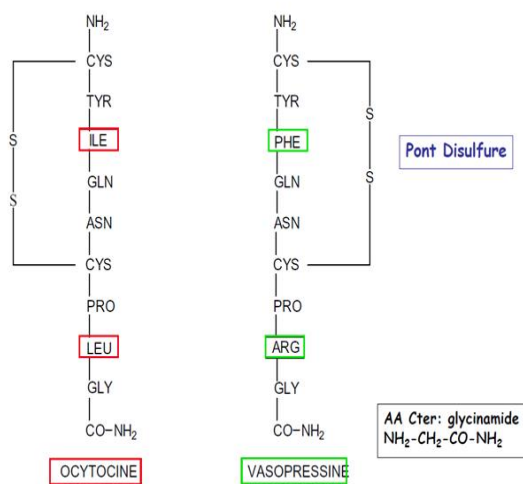 NH₂
CYS
TYR
ILE
GLN
ASN
CYS
PRO
LEU
GLY
CO-NH₂
S
S
OCYTOCINE
NH₂
CYS
TYR
PHE
GLN
ASN
CYS
PRO
ARG
GLY
CO-NH₂
S
S
VASOPRESSINE
Pont Disulfure
AA Cter: glycinamide
NH₂-CH₂-CO-NH₂